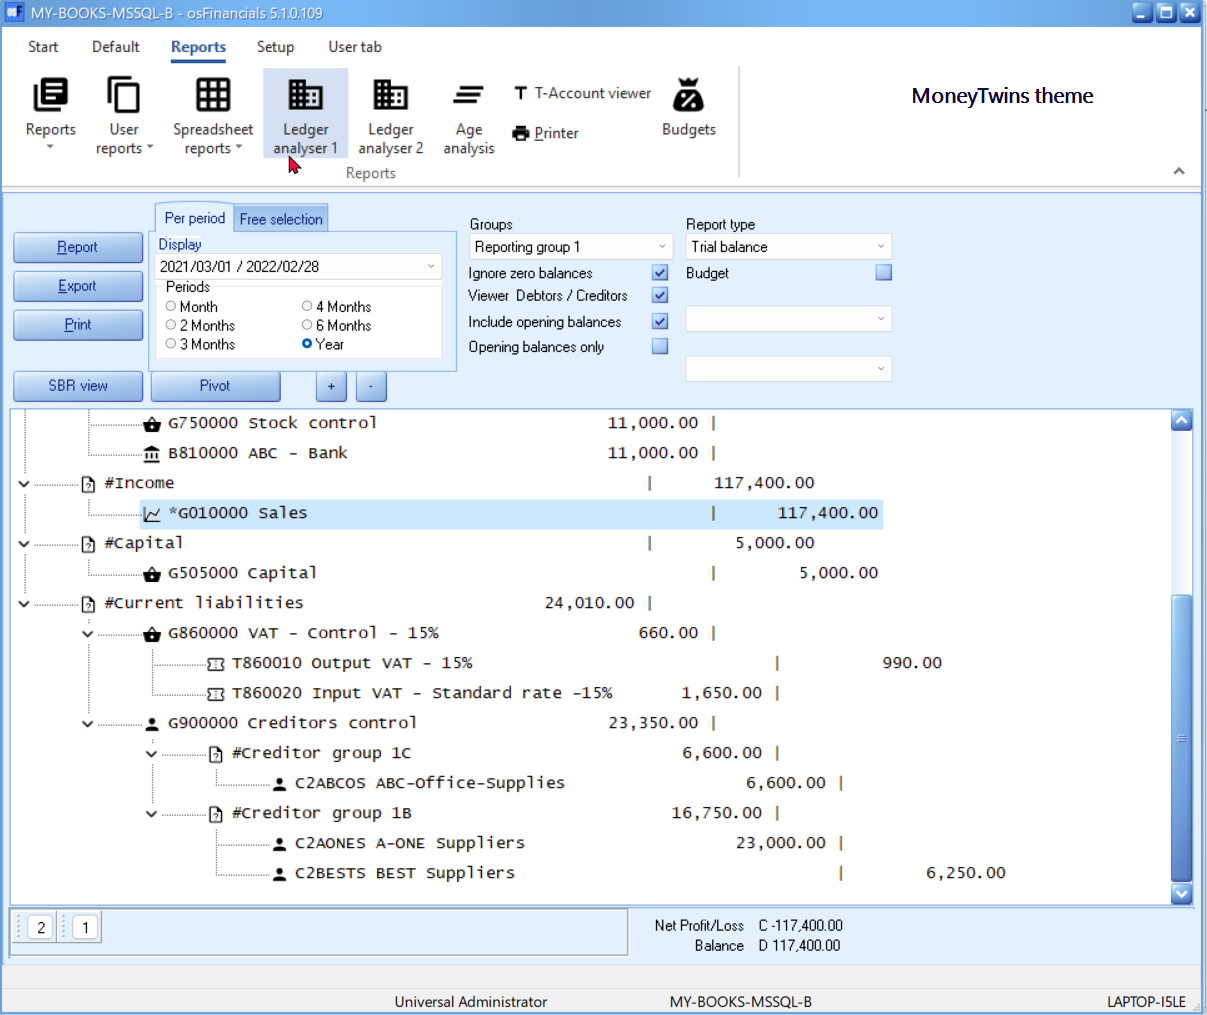 MY-BOOKS-MSSQL-B - osFinancials 5.1.0.109
Start Default Reports Setup User tab
Reports
User reports
Spreadsheet reports
Ledger analyser 1
Ledger analyser 2
Age analysis
T-Account viewer
Printer
Budgets
Reports
MoneyTwins theme
Report
Export
Print
Per period Free selection
Display
2021/03/01 / 2022/02/28
Periods
Month 4 Months
2 Months 6 Months
3 Months Year
Groups
Reporting group 1
Ignore zero balances
Viewer Debtors / Creditors
Include opening balances
Opening balances only
Report type
Trial balance
Budget
SBR view Pivot + -
G750000 Stock control 11,000.00 |
B810000 ABC - Bank 11,000.00 |
#Income | 117,400.00
*G010000 Sales | 117,400.00
#Capital | 5,000.00
G505000 Capital | 5,000.00
#Current liabilities 24,010.00 |
G860000 VAT - Control - 15% 660.00 |
T860010 Output VAT - 15% | 990.00
T860020 Input VAT - Standard rate -15% 1,650.00 |
G900000 Creditors control 23,350.00 |
#Creditor group 1C 6,600.00 |
C2ABCOS ABC-Office-Supplies 6,600.00 |
#Creditor group 1B 16,750.00 |
C2AONES A-ONE Suppliers 23,000.00 |
C2BESTS BEST Suppliers | 6,250.00
2 1
Net Profit/Loss C -117,400.00
Balance D 117,400.00
Universal Administrator MY-BOOKS-MSSQL-B LAPTOP-I5LE